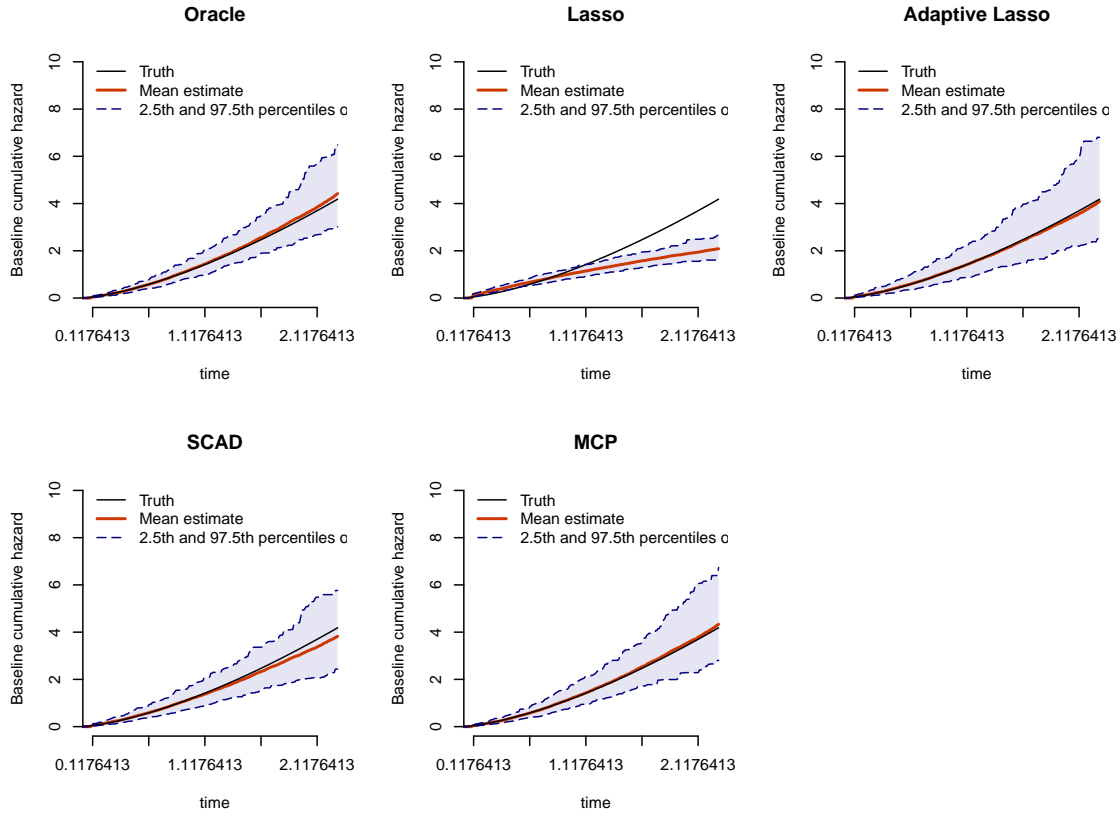 Oracle
Baseline cumulative hazard
10
8
6
4
2
0
Truth
Mean estimate
2.5th and 97.5th percentiles o
0.1176413 1.1176413 2.1176413
time
Lasso
Baseline cumulative hazard
10
8
6
4
2
0
Truth
Mean estimate
2.5th and 97.5th percentiles o
0.1176413 1.1176413 2.1176413
time
Adaptive Lasso
Baseline cumulative hazard
10
8
6
4
2
0
Truth
Mean estimate
2.5th and 97.5th percentiles o
0.1176413 1.1176413 2.1176413
time
SCAD
Baseline cumulative hazard
10
8
6
4
2
0
Truth
Mean estimate
2.5th and 97.5th percentiles o
0.1176413 1.1176413 2.1176413
time
MCP
Baseline cumulative hazard
10
8
6
4
2
0
Truth
Mean estimate
2.5th and 97.5th percentiles o
0.1176413 1.1176413 2.1176413
time